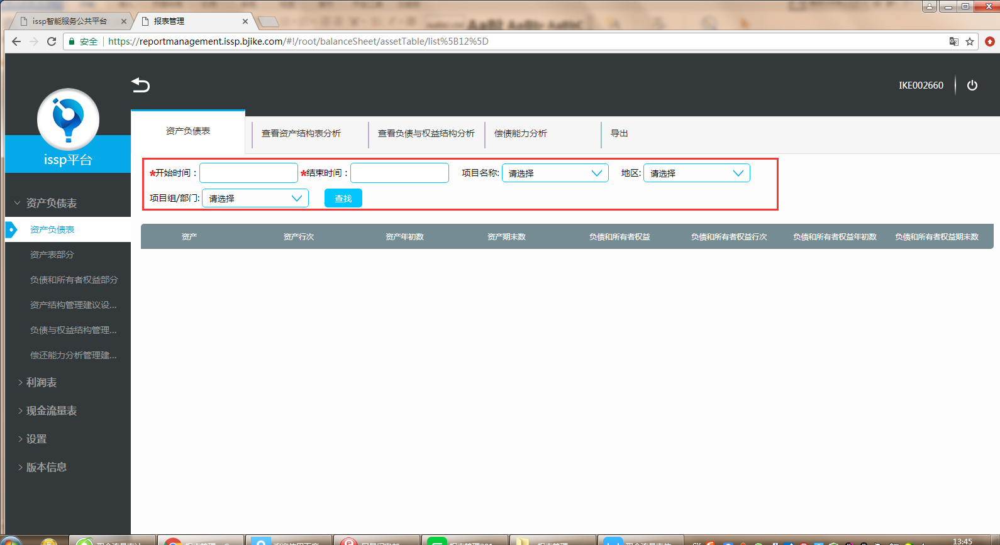 issp智能服务公共平台
报表管理
安全
https://reportmanagement.issp.bjike.com/#!/root/balanceSheet/assetTable/list%5B12%5D
IKE002660
issp平台
资产负债表
查看资产结构表分析
查看负债与权益结构分析
偿债能力分析
导出
*开始时间：
*结束时间：
项目名称: 请选择
地区: 请选择
项目组/部门: 请选择
查找
资产
资产行次
资产年初数
资产期末数
负债和所有者权益
负债和所有者权益行次
负债和所有者权益年初数
负债和所有者权益期末数
资产负债表
资产负债表
资产表部分
负债和所有者权益部分
资产结构管理建议设...
负债与权益结构管理...
偿还能力分析管理建...
利润表
现金流量表
设置
版本信息
13:45